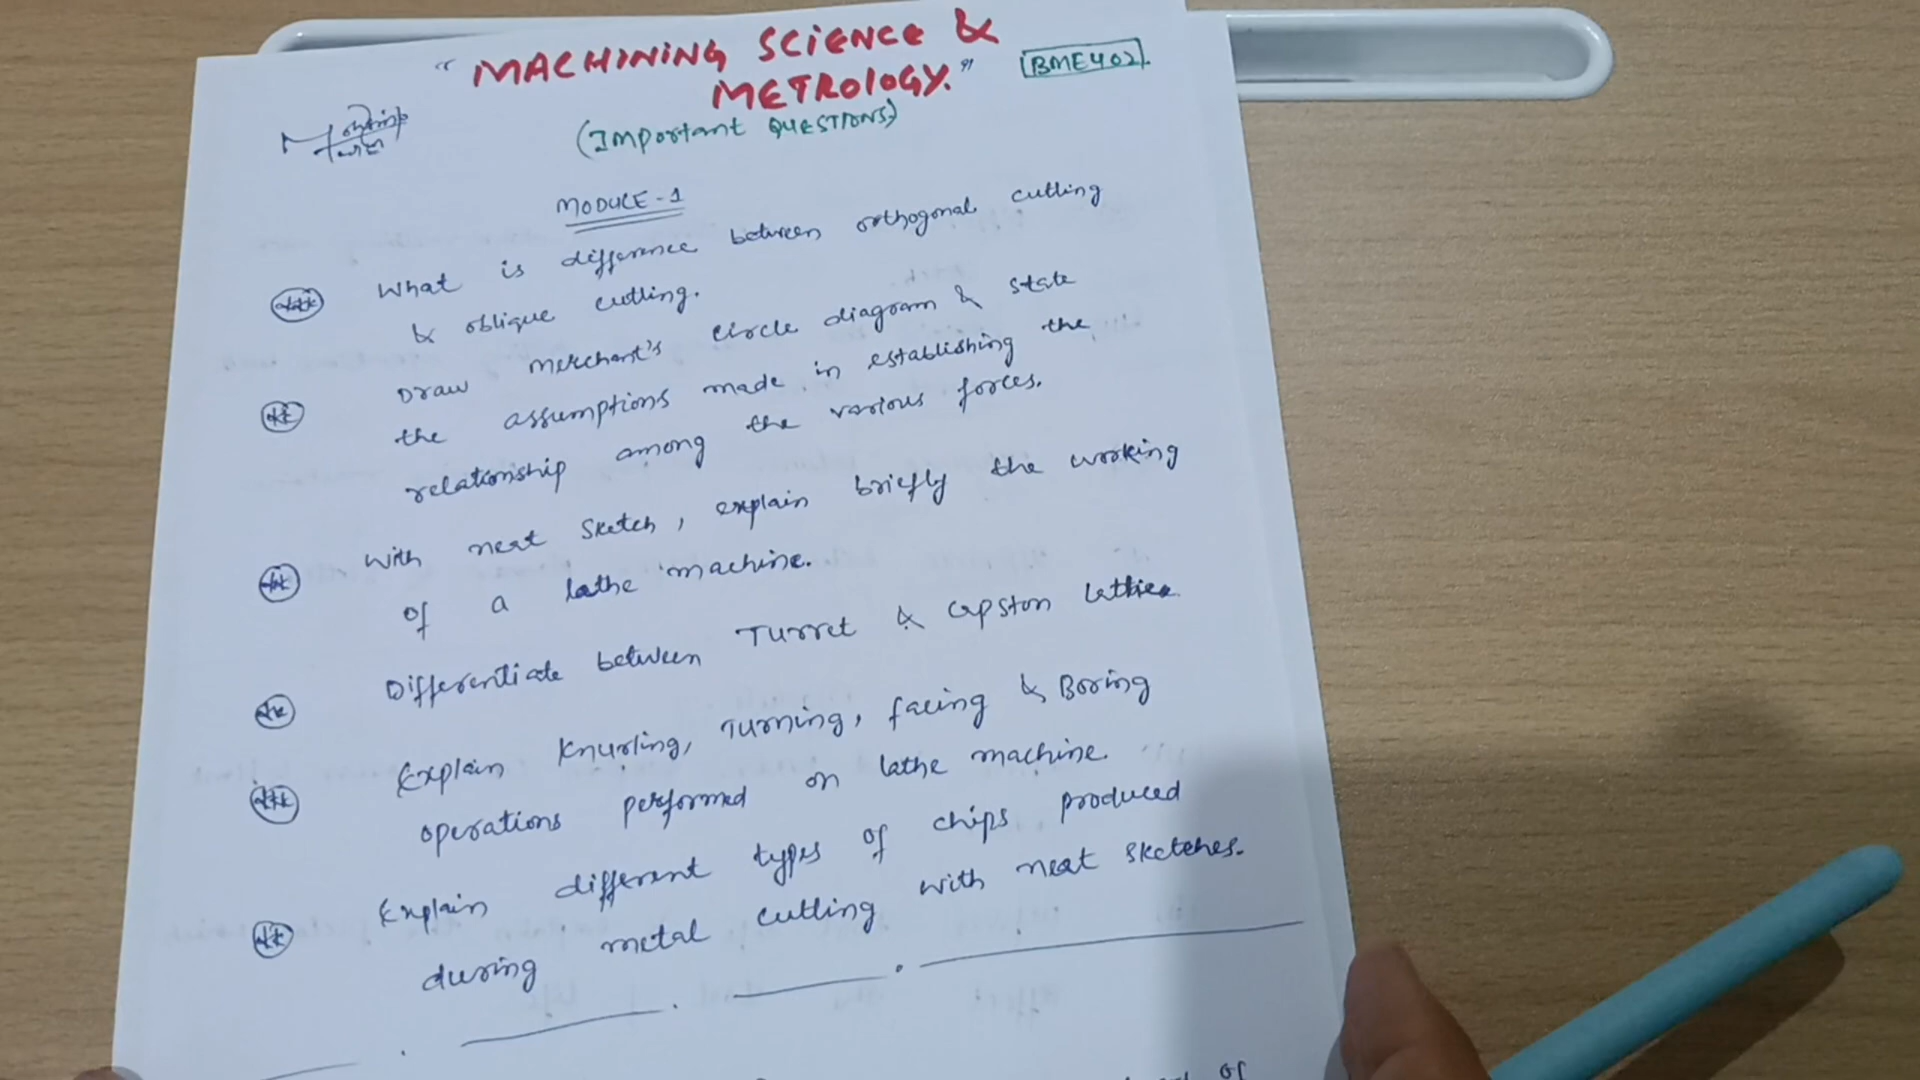 "MACHINING SCIENCE &
METROLOGY."
[BME402].
(Important QUESTIONS)
MODULE-1
What is difference between orthogonal cutting
& oblique cutting.
Draw merchant's circle diagram & state
the assumptions made in establishing the
relationship among the various forces.
With neat sketch, explain briefly the working
of a lathe machine.
Differentiate between Turret & Capston Lathes
Explain Knurling, Turning, facing & Boring
operations performed on lathe machine.
Explain different types of chips produced
during metal cutting with neat sketches.
of